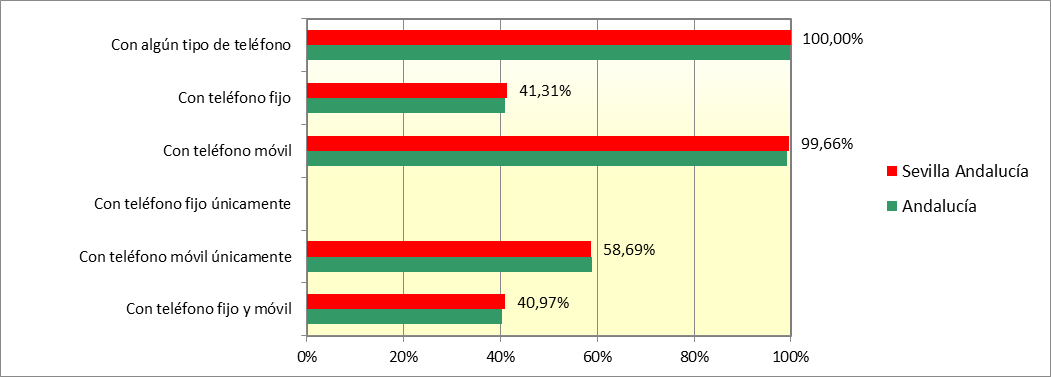 Con algún tipo de teléfono
100,00%
Con teléfono fijo
41,31%
Con teléfono móvil
99,66%
Con teléfono fijo únicamente
Con teléfono móvil únicamente
58,69%
Con teléfono fijo y móvil
40,97%
0% 20% 40% 60% 80% 100%
Sevilla Andalucía
Andalucía